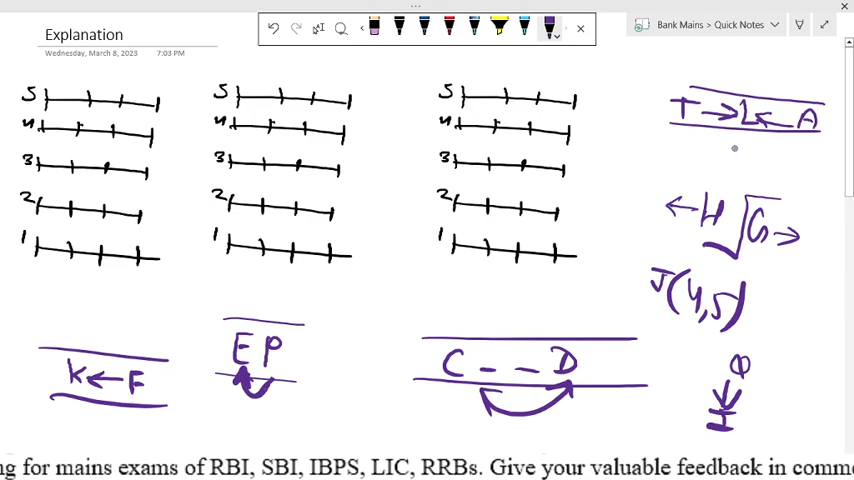 Bank Mains > Quick Notes
Explanation
Wednesday, March 8, 2023 7:03 PM
5 5 5
4 4 4
3 3 3
2 2 2
1 1 1
T → L ← A
← H G →
J (4,5)
K ← F
E P
C _ _ D
Q
↓
I
ng for mains exams of RBI, SBI, IBPS, LIC, RRBs. Give your valuable feedback in comme